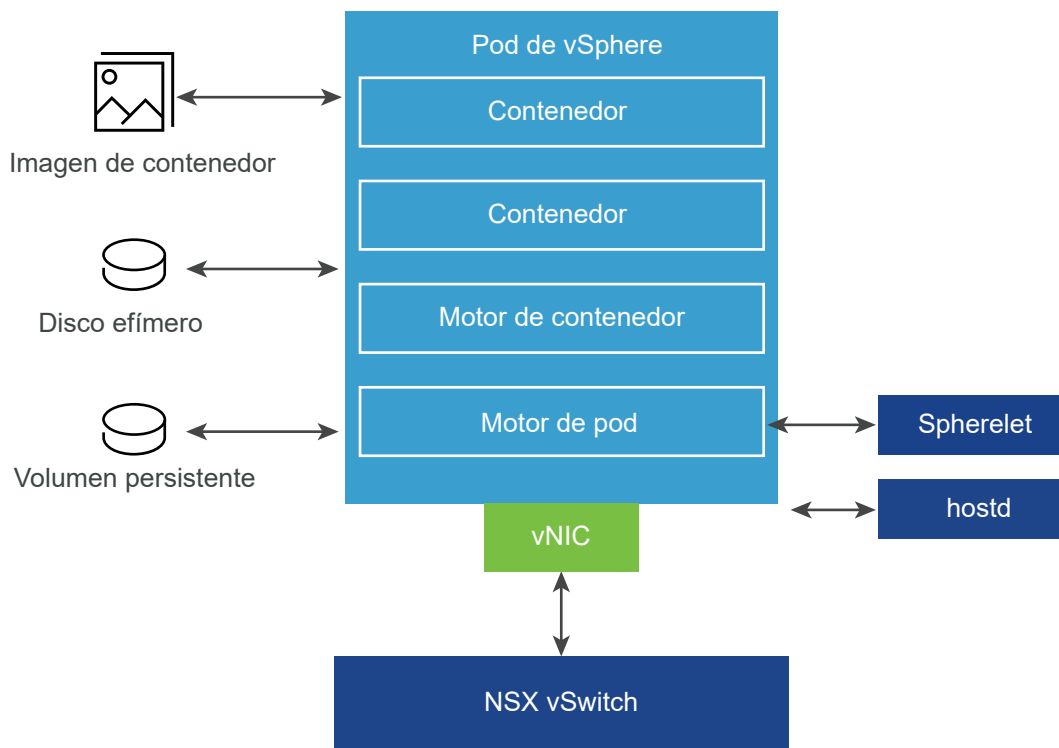 Pod de vSphere
Contenedor
Imagen de contenedor
Contenedor
Disco efímero
Motor de contenedor
Motor de pod
Spherelet
Volumen persistente
hostd
vNIC
NSX vSwitch